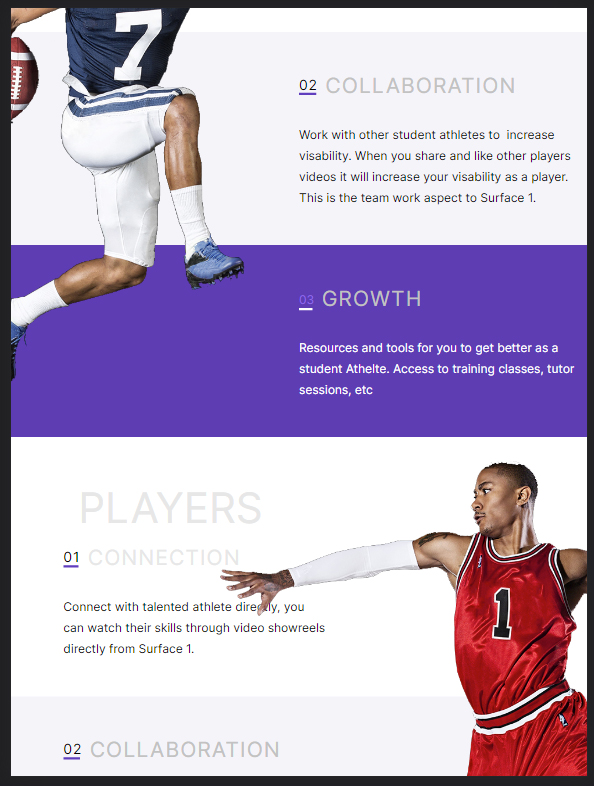 7
02 COLLABORATION
Work with other student athletes to  increase
visability. When you share and like other players
videos it will increase your visability as a player.
This is the team work aspect to Surface 1.
03 GROWTH
Resources and tools for you to get better as a
student Athelte. Access to training classes, tutor
sessions, etc
PLAYERS
01 CONNECTION
Connect with talented athlete directly, you
can watch their skills through video showreels
directly from Surface 1.
1
02 COLLABORATION